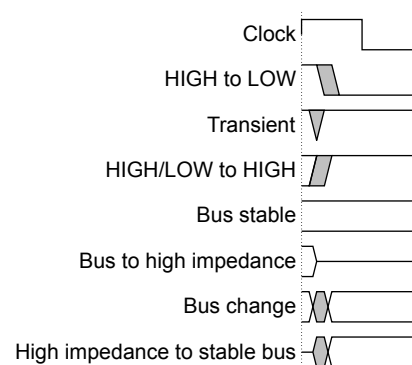 Clock
HIGH to LOW
Transient
HIGH/LOW to HIGH
Bus stable
Bus to high impedance
Bus change
High impedance to stable bus